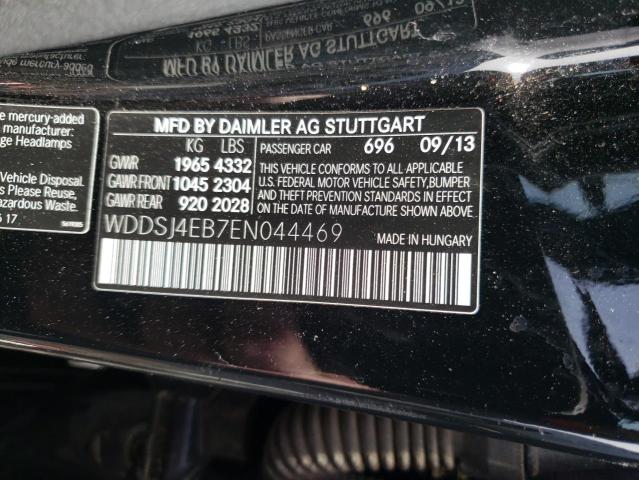 MFD BY DAIMLER AG STUTTGART
KG LBS
GVWR 1965 4332
GAWR FRONT 1045 2304
GAWR REAR 920 2028
PASSENGER CAR 696 09/13
THIS VEHICLE CONFORMS TO ALL APPLICABLE
U.S. FEDERAL MOTOR VEHICLE SAFETY, BUMPER
AND THEFT PREVENTION STANDARDS IN EFFECT
ON THE DATE OF MANUFACTURE SHOWN ABOVE.
WDDSJ4EB7EN044469
e mercury-added
manufacturer.
ge Headlamps
Vehicle Disposal.
s Please Reuse,
azardous Waste.
17.